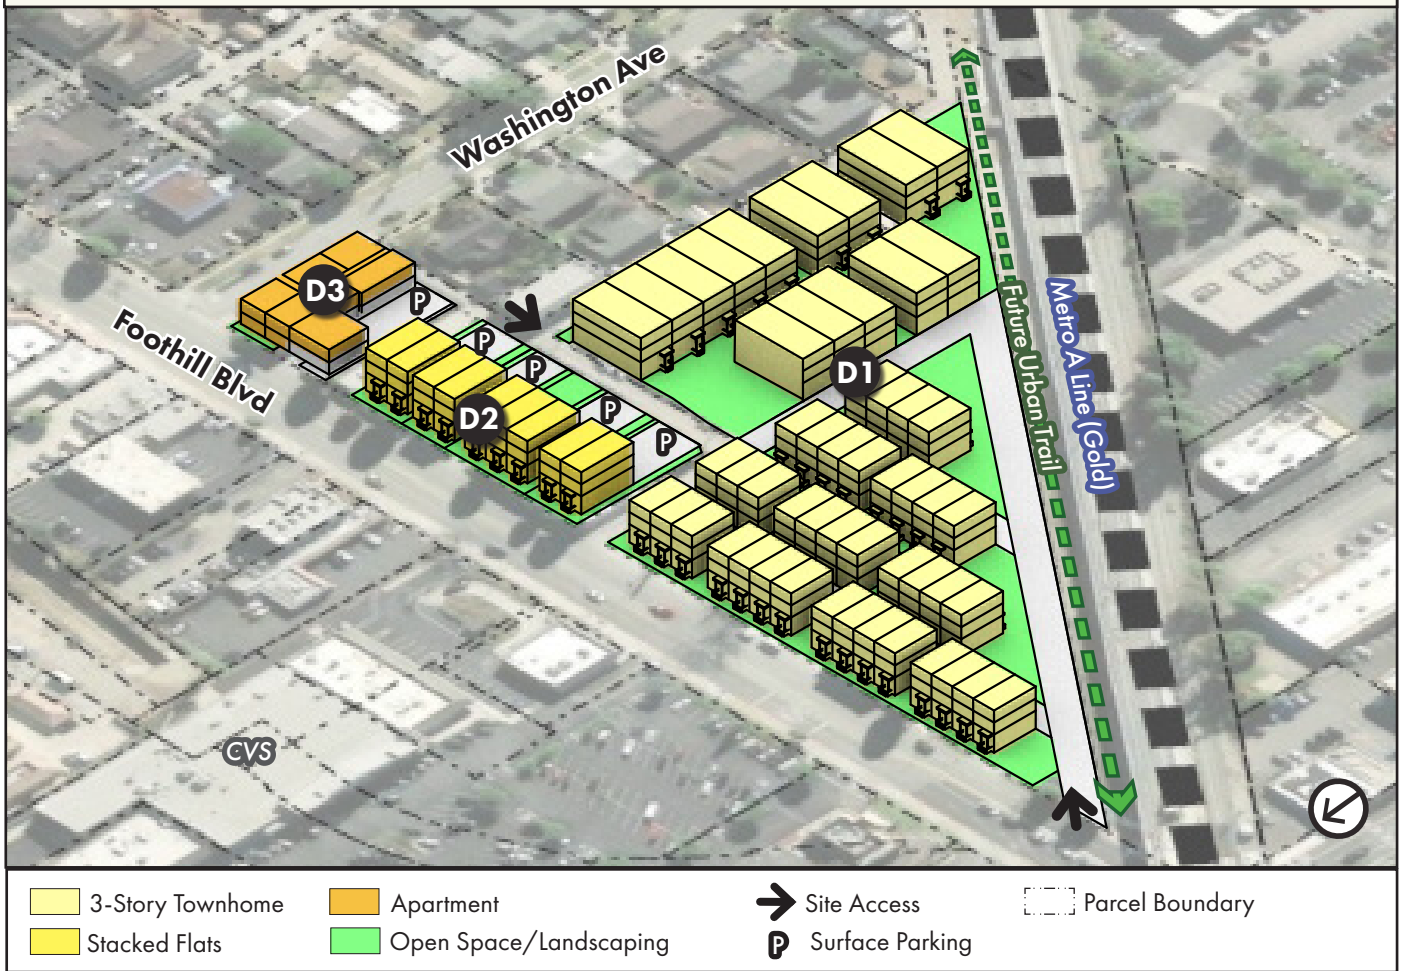 Washington Ave
D3
P
Foothill Blvd
P
P
D2
P
P
D1
Future Urban Trail
Metro A Line (Gold)
CVS
3-Story Townhome
Apartment
Site Access
Parcel Boundary
Stacked Flats
Open Space/Landscaping
P
Surface Parking